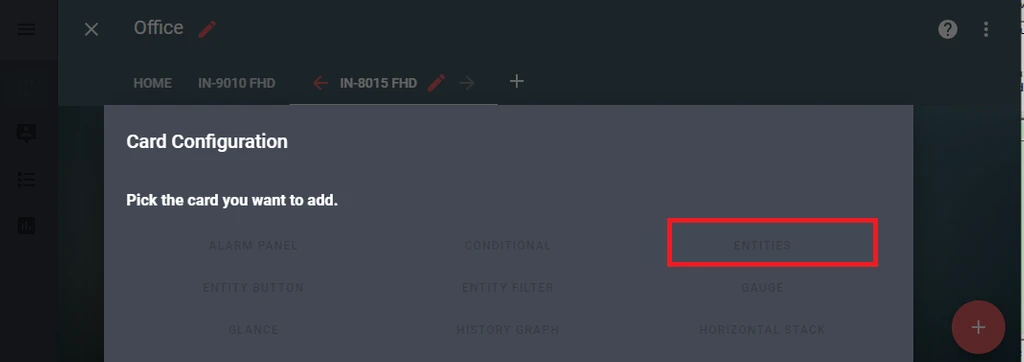 Office
HOME IN-9010 FHD IN-8015 FHD
Card Configuration
Pick the card you want to add.
ALARM PANEL CONDITIONAL ENTITIES
ENTITY BUTTON ENTITY FILTER GAUGE
GLANCE HISTORY GRAPH HORIZONTAL STACK